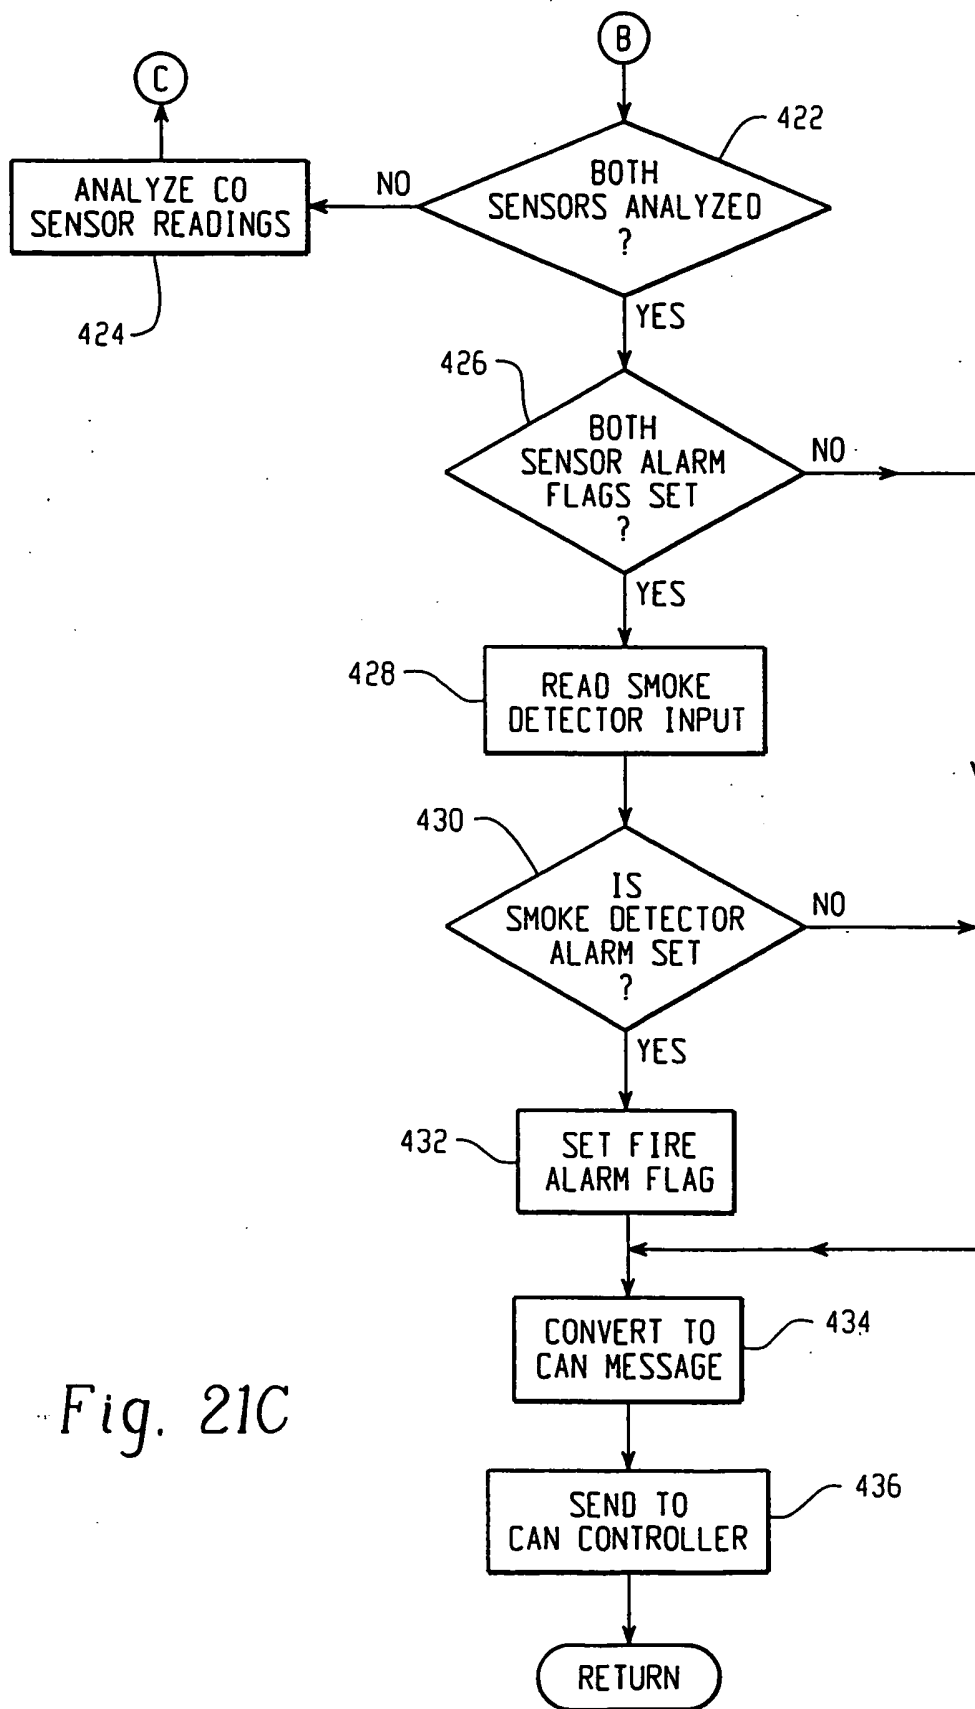 B
C
422
BOTH
SENSORS ANALYZED
?
NO
ANALYZE CO
SENSOR READINGS
424
YES
426
BOTH
SENSOR ALARM
FLAGS SET
?
NO
YES
428
READ SMOKE
DETECTOR INPUT
430
IS
SMOKE DETECTOR
ALARM SET
?
NO
YES
432
SET FIRE
ALARM FLAG
CONVERT TO
CAN MESSAGE
434
Fig. 21C
SEND TO
CAN CONTROLLER
436
RETURN